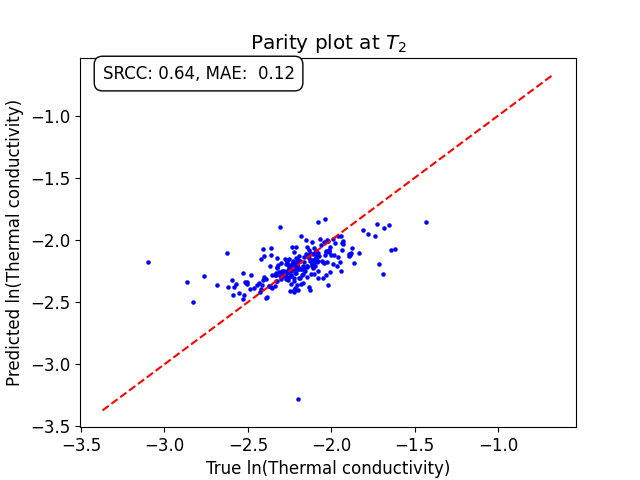 Parity plot at T₂
SRCC: 0.64, MAE:  0.12
Predicted ln(Thermal conductivity)
−1.0
−1.5
−2.0
−2.5
−3.0
−3.5
−3.5 −3.0 −2.5 −2.0 −1.5 −1.0
True ln(Thermal conductivity)